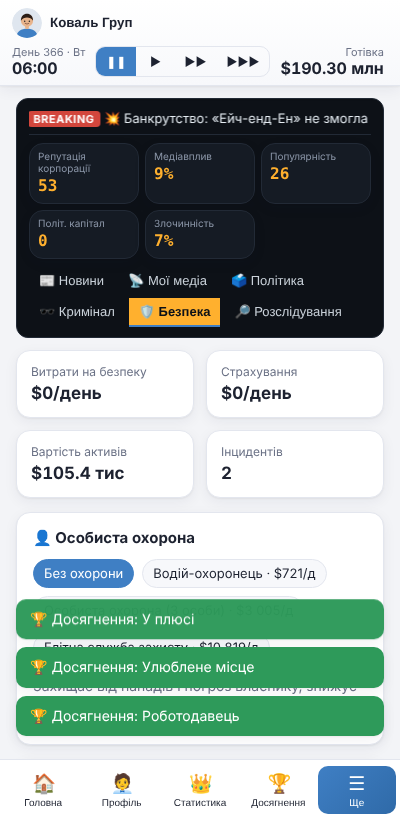 Коваль Груп
День 366 · Вт
06:00
Готівка
$190.30 млн
BREAKING 💥 Банкрутство: «Ейч-енд-Ен» не змогла
Репутація корпорації
53
Медіавплив
9%
Популярність
26
Політ. капітал
0
Злочинність
7%
📰 Новини 📡 Мої медіа 🗳️ Політика
🕶️ Кримінал 🛡️ Безпека 🔎 Розслідування
Витрати на безпеку
$0/день
Страхування
$0/день
Вартість активів
$105.4 тис
Інцидентів
2
👤 Особиста охорона
Без охорони Водій-охоронець · $721/д
🏆 Досягнення: У плюсі
🏆 Досягнення: Улюблене місце
🏆 Досягнення: Роботодавець
Головна Профіль Статистика Досягнення Ще